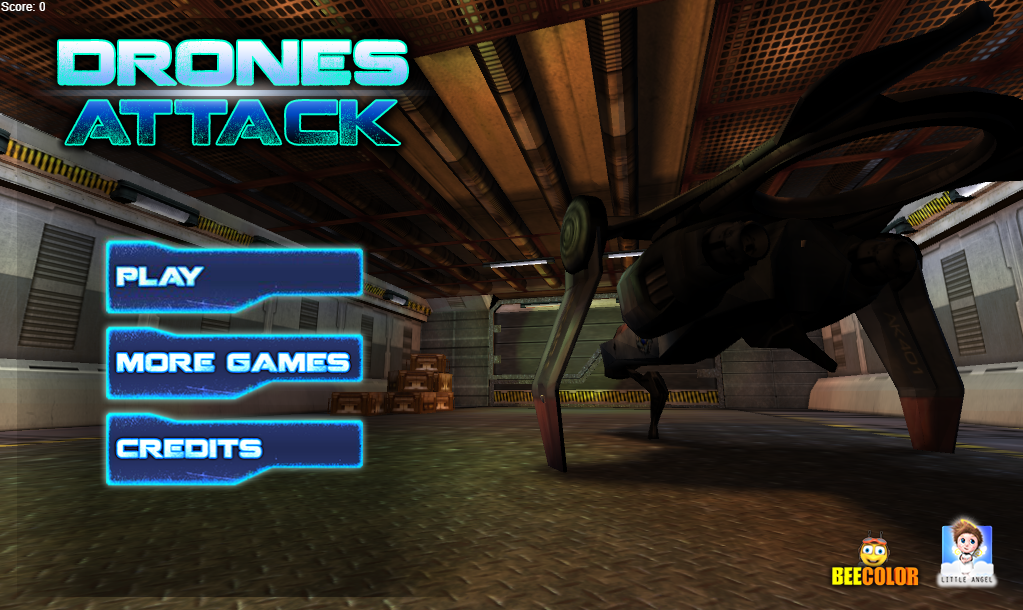 Score: 0
DRONES
ATTACK
PLAY
MORE GAMES
CREDITS
BEECOLOR
LITTLE ANGEL